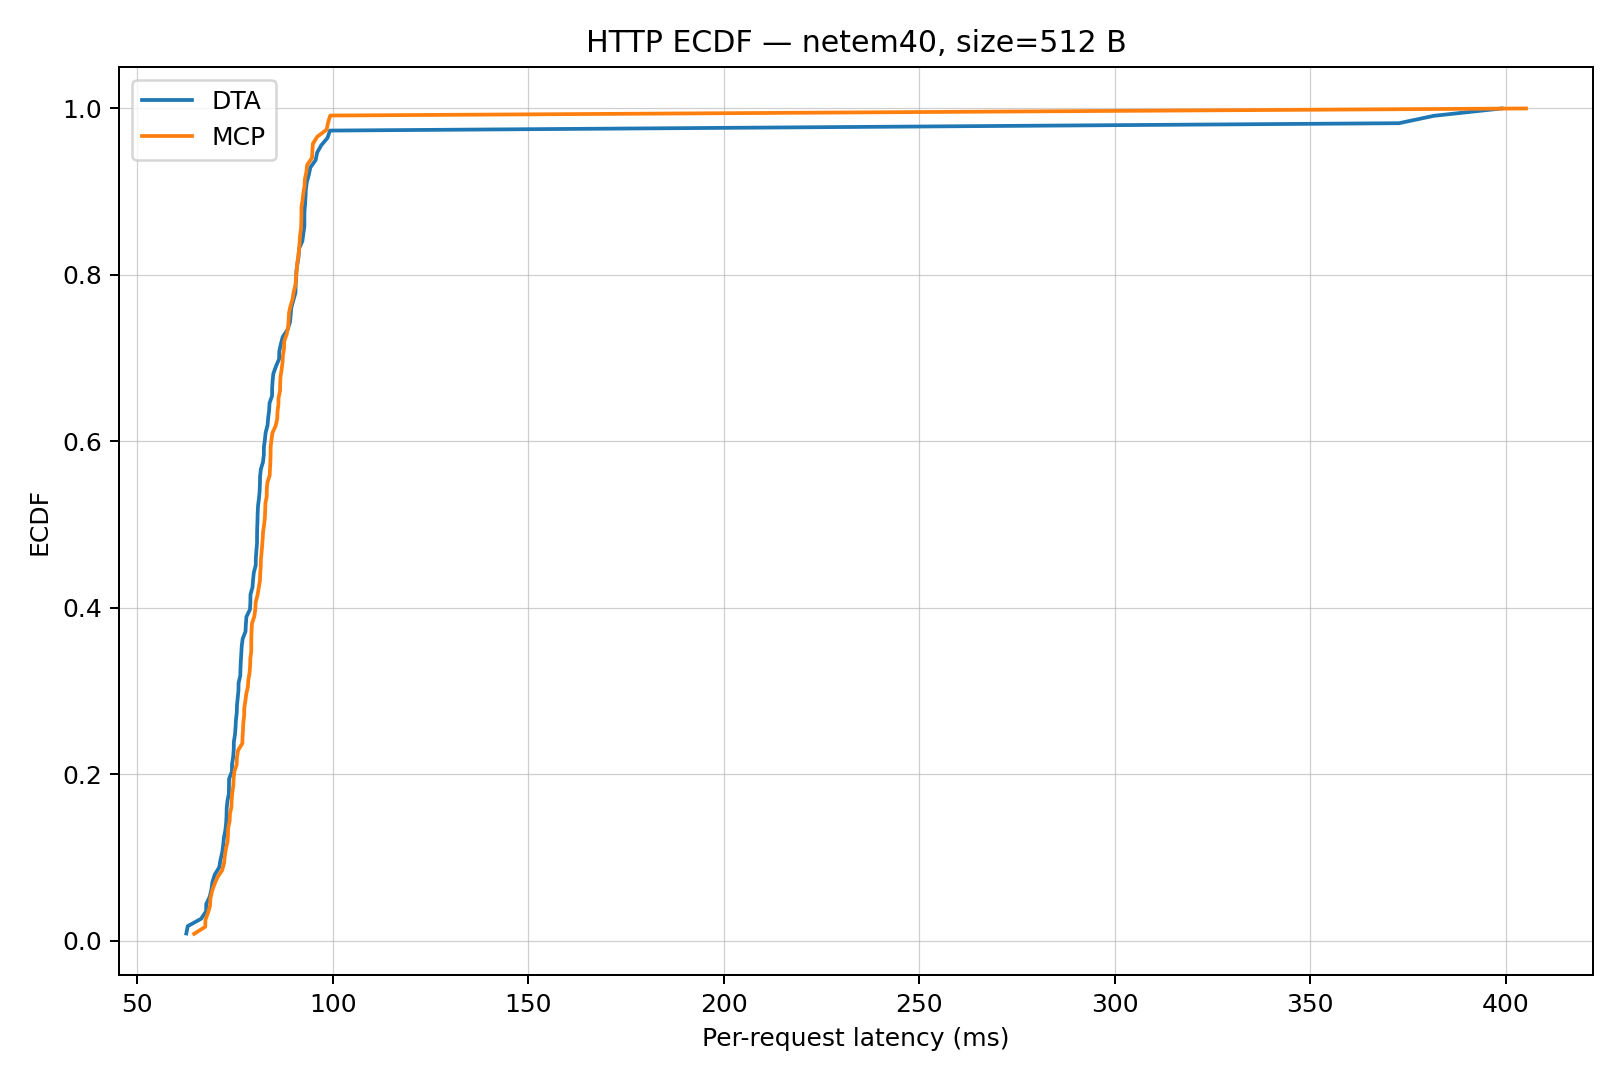 HTTP ECDF — netem40, size=512 B
DTA
MCP
1.0
0.8
0.6
0.4
0.2
0.0
ECDF
50 100 150 200 250 300 350 400
Per-request latency (ms)